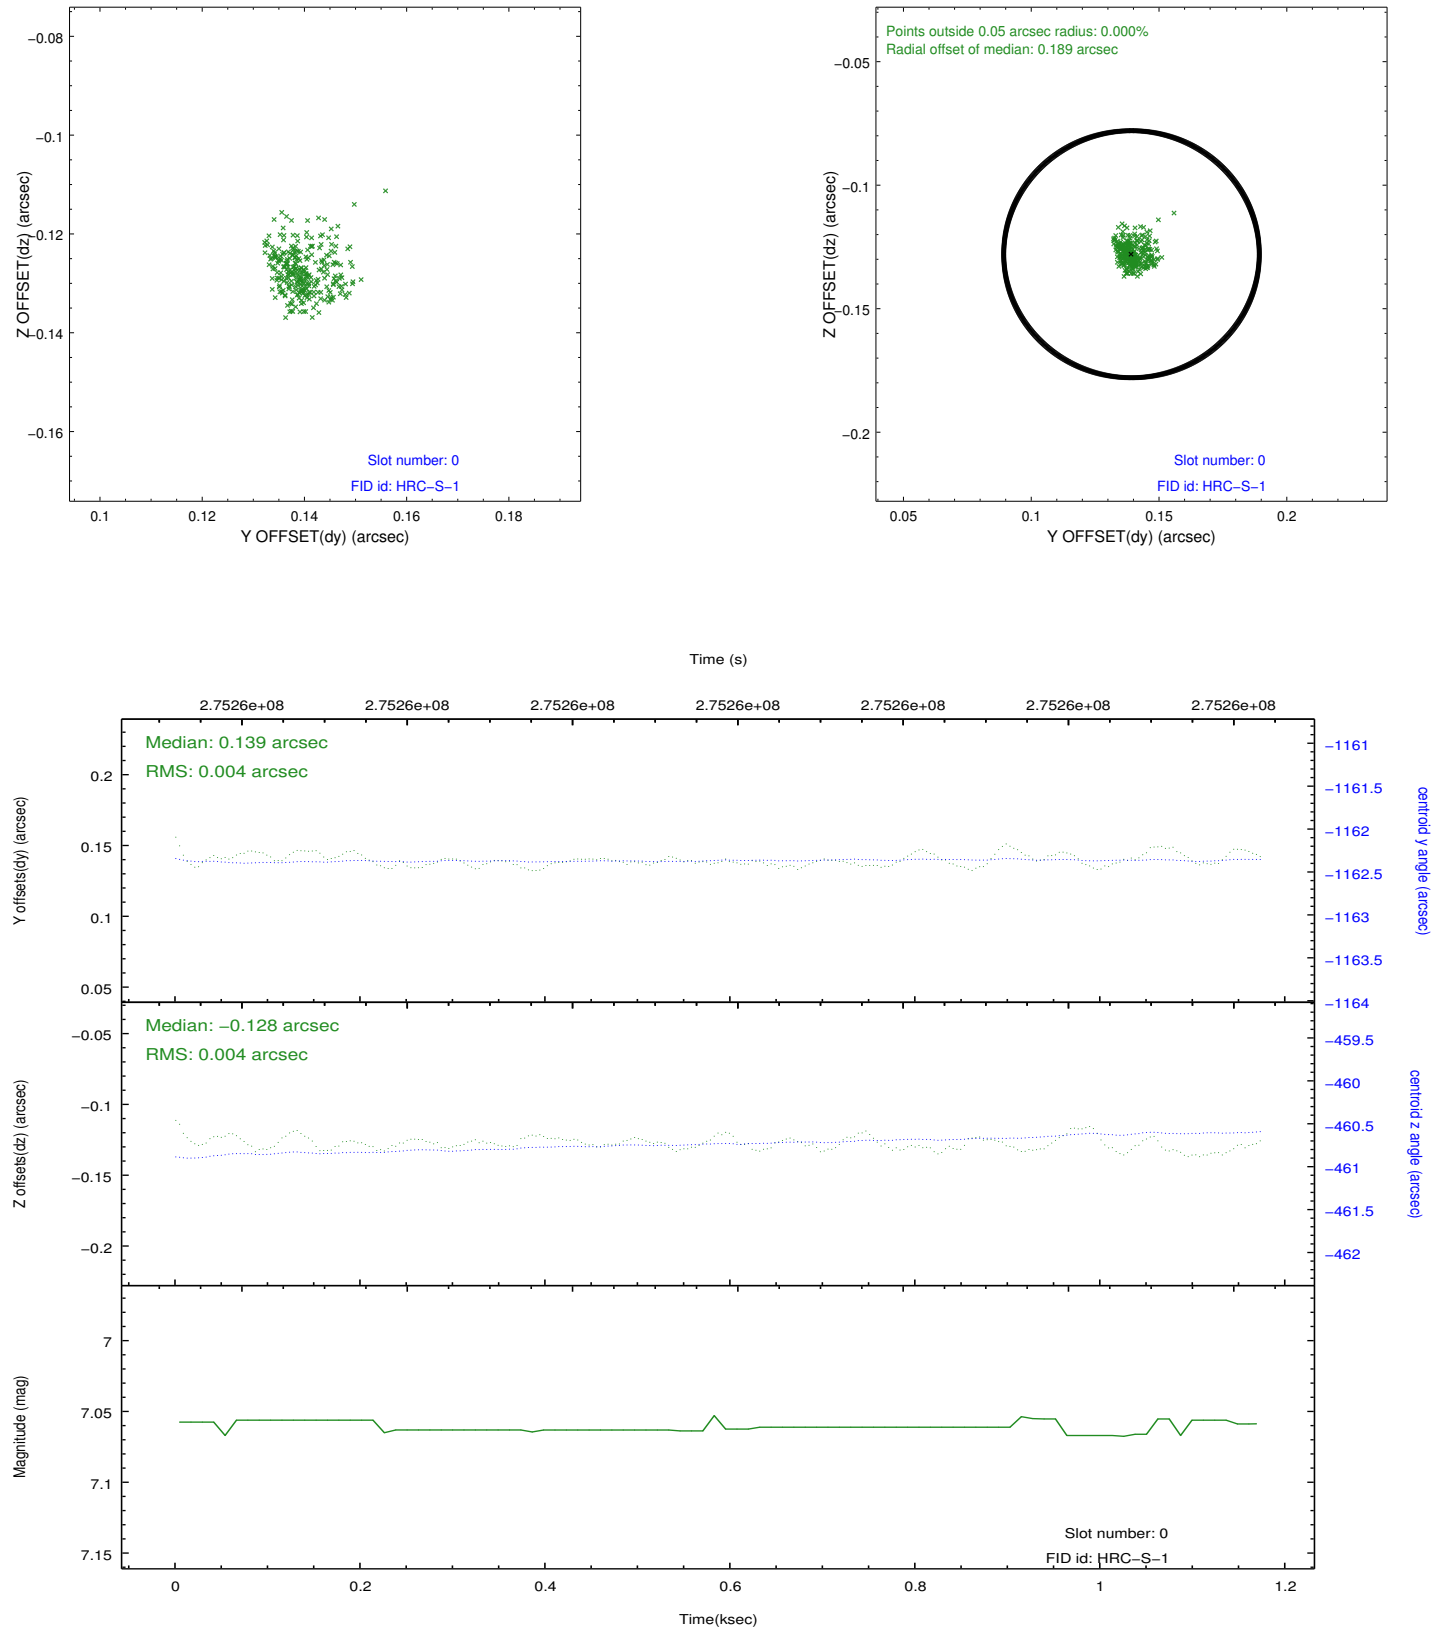 −0.08
−0.1
−0.12
−0.14
−0.16
Z OFFSET(dz) (arcsec)
Slot number: 0
FID id: HRC−S−1
0.1 0.12 0.14 0.16 0.18
Y OFFSET(dy) (arcsec)
Points outside 0.05 arcsec radius: 0.000%
Radial offset of median: 0.189 arcsec
−0.05
−0.1
−0.15
−0.2
Z OFFSET(dz) (arcsec)
Slot number: 0
FID id: HRC−S−1
0.05 0.1 0.15 0.2
Y OFFSET(dy) (arcsec)
Time (s)
2.7526e+08 2.7526e+08 2.7526e+08 2.7526e+08 2.7526e+08 2.7526e+08 2.7526e+08
Median: 0.139 arcsec
RMS: 0.004 arcsec
0.2
0.15
0.1
0.05
Y offsets(dy) (arcsec)
−1161
−1161.5
−1162
−1162.5
−1163
−1163.5
−1164
centroid y angle (arcsec)
Median: −0.128 arcsec
RMS: 0.004 arcsec
−0.05
−0.1
−0.15
−0.2
Z offsets(dz) (arcsec)
−459.5
−460
−460.5
−461
−461.5
−462
centroid z angle (arcsec)
7
7.05
7.1
7.15
Magnitude (mag)
Slot number: 0
FID id: HRC−S−1
0 0.2 0.4 0.6 0.8 1 1.2
Time(ksec)